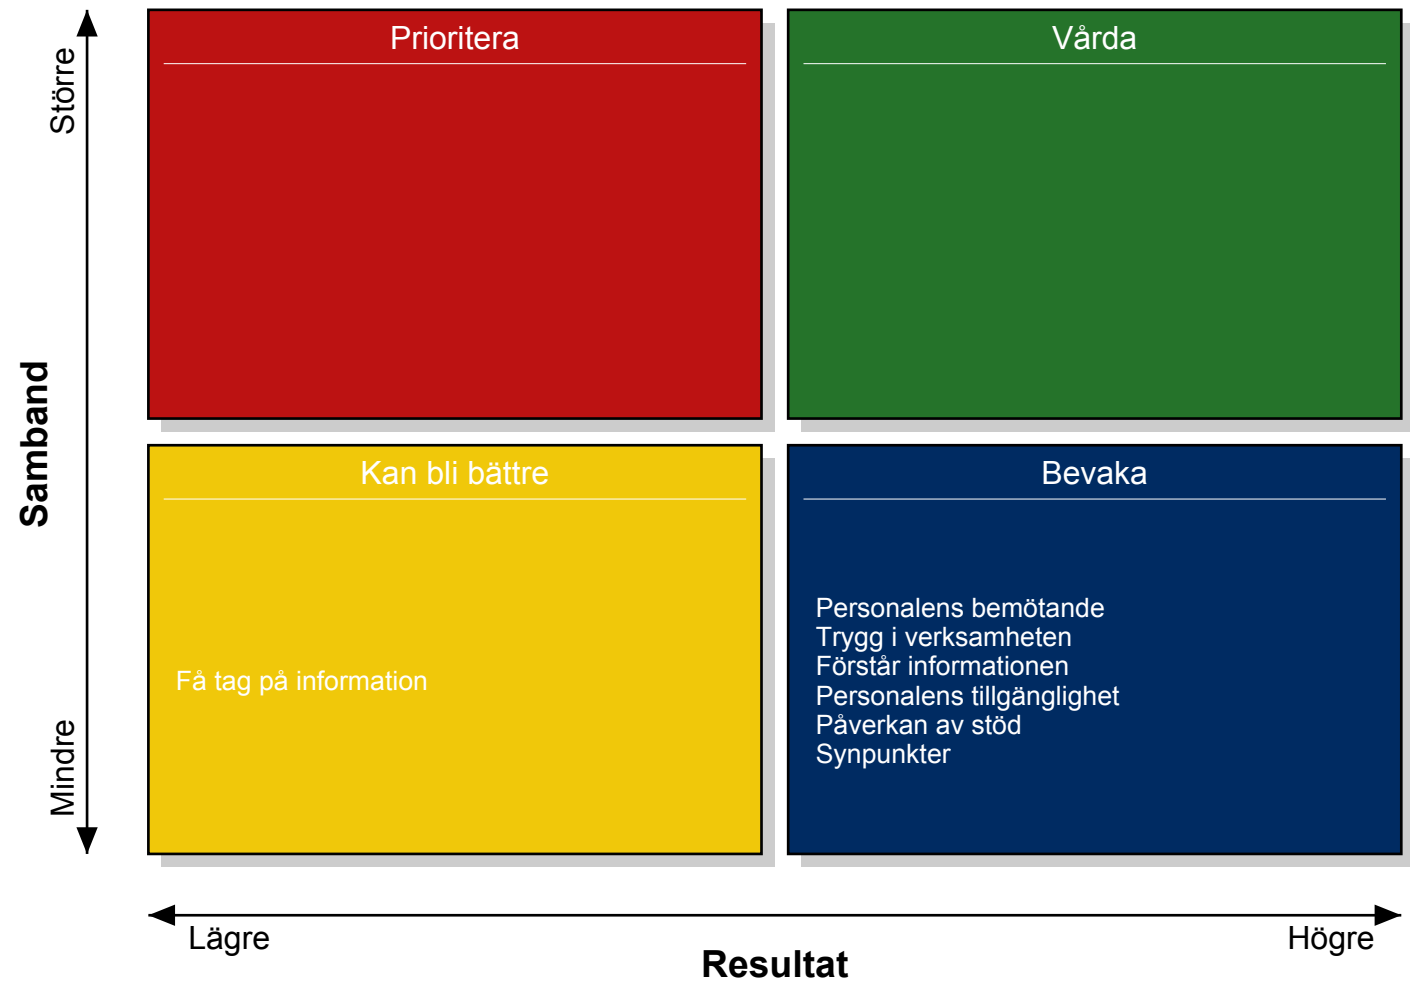 Prioritera
Vårda
Större
Samband
Mindre
Kan bli bättre
Få tag på information
Bevaka
Personalens bemötande
Trygg i verksamheten
Förstår informationen
Personalens tillgänglighet
Påverkan av stöd
Synpunkter
Lägre
Högre
Resultat